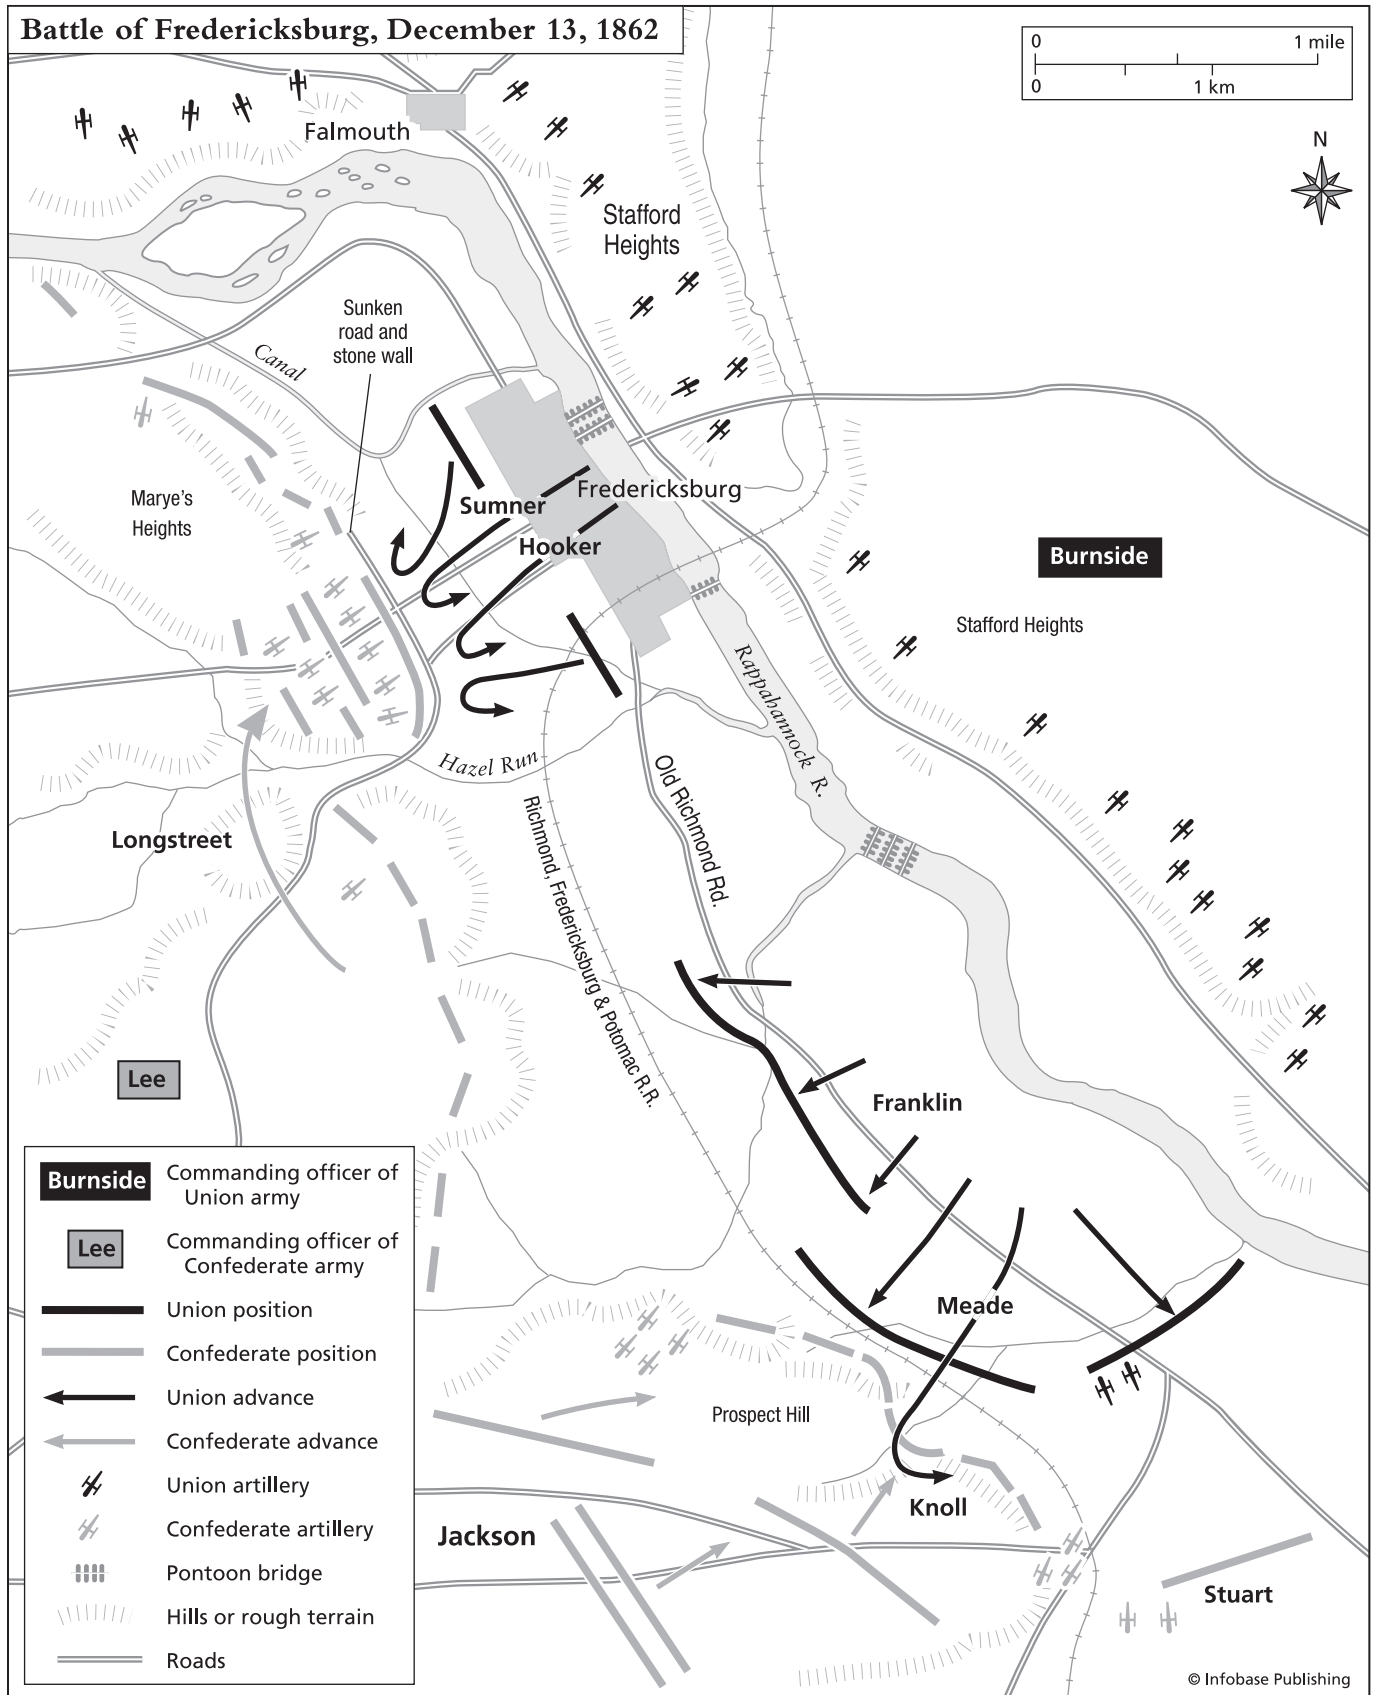 Battle of Fredericksburg, December 13, 1862
0
1 mile
0
1 km
N
Falmouth
Stafford
Heights
Sunken
road and
stone wall
Canal
Marye's
Heights
Sumner
Fredericksburg
Hooker
Burnside
Stafford Heights
Rappahannock R.
Hazel Run
Old Richmond Rd.
Richmond, Fredericksburg & Potomac R.R.
Longstreet
Lee
Franklin
Meade
Prospect Hill
Knoll
Jackson
Stuart
Burnside
Commanding officer of
Union army
Lee
Commanding officer of
Confederate army
Union position
Confederate position
Union advance
Confederate advance
Union artillery
Confederate artillery
Pontoon bridge
Hills or rough terrain
Roads
© Infobase Publishing